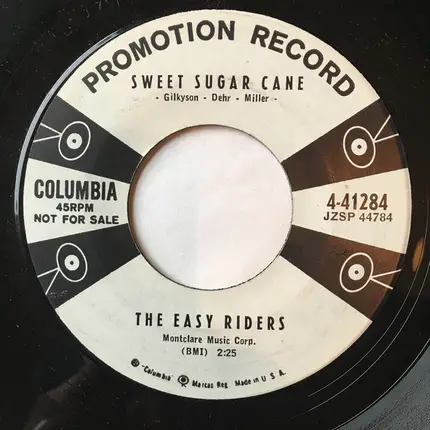 PROMOTION RECORD
SWEET SUGAR CANE
- Gilkyson - Dehr - Miller -
COLUMBIA
45RPM
NOT FOR SALE
4-41284
JZSP 44784
THE EASY RIDERS
Montclare Music Corp.
(BMI) 2:25
"Columbia" Marcas Reg. Made in U.S.A.